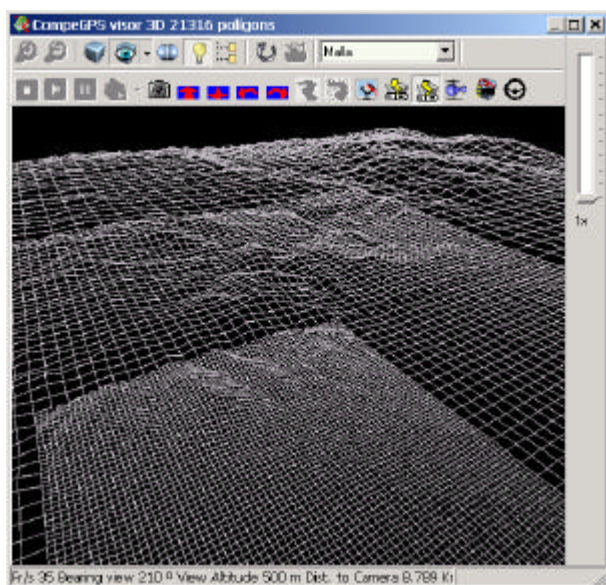 CompeGPS visor 3D 21316 poligons
Malla
1x
Fr/s 35 Bearing view 210 º View Altitude 500 m Dist. to Camera 8.789 K